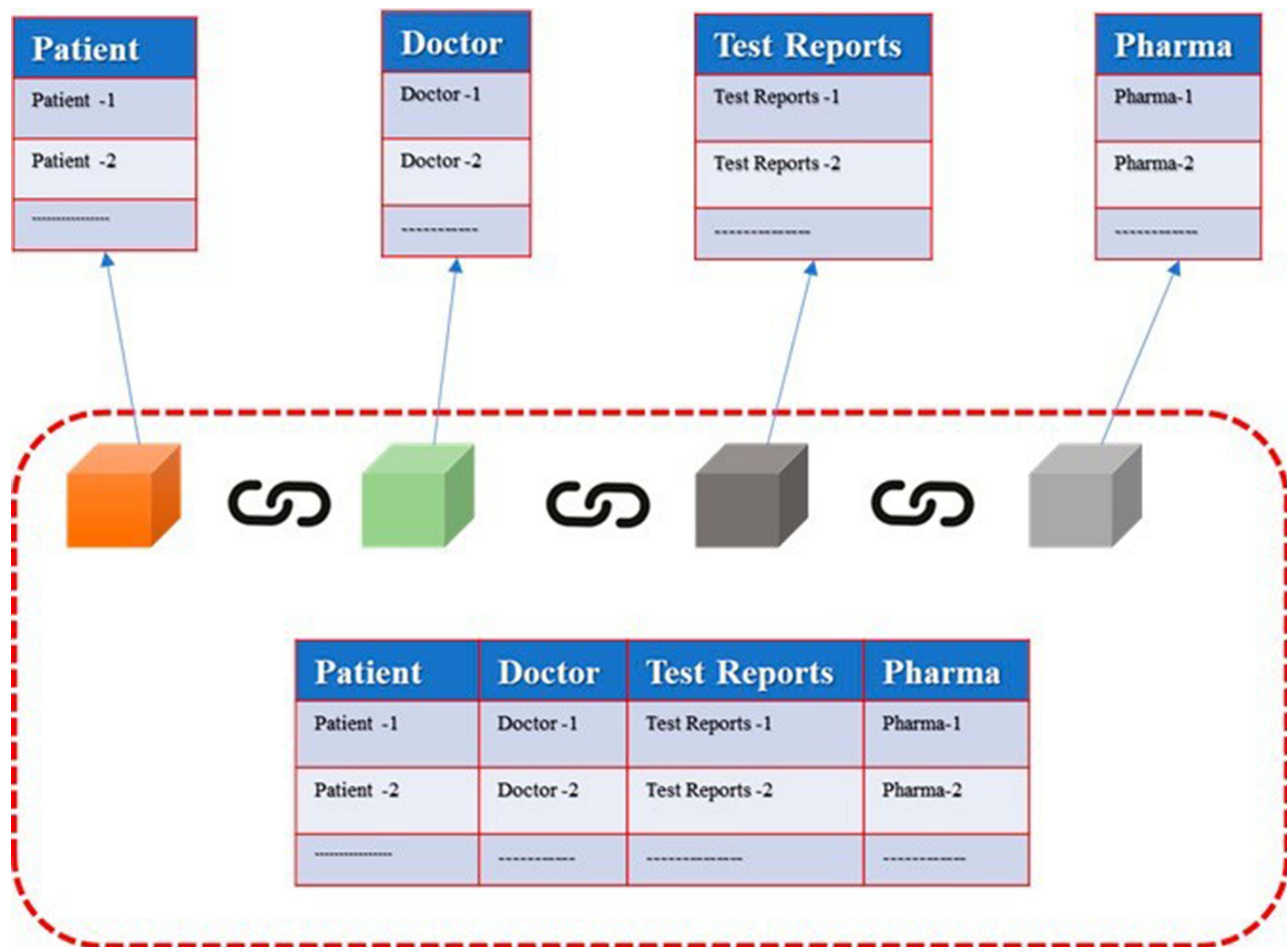 Patient
Patient -1
Patient -2
----------------
Doctor
Doctor -1
Doctor -2
-----------
Test Reports
Test Reports -1
Test Reports -2
--------------
Pharma
Pharma-1
Pharma-2
------------
Patient Doctor Test Reports Pharma
Patient -1 Doctor -1 Test Reports -1 Pharma-1
Patient -2 Doctor -2 Test Reports -2 Pharma-2
---------------- ----------- -------------- ------------